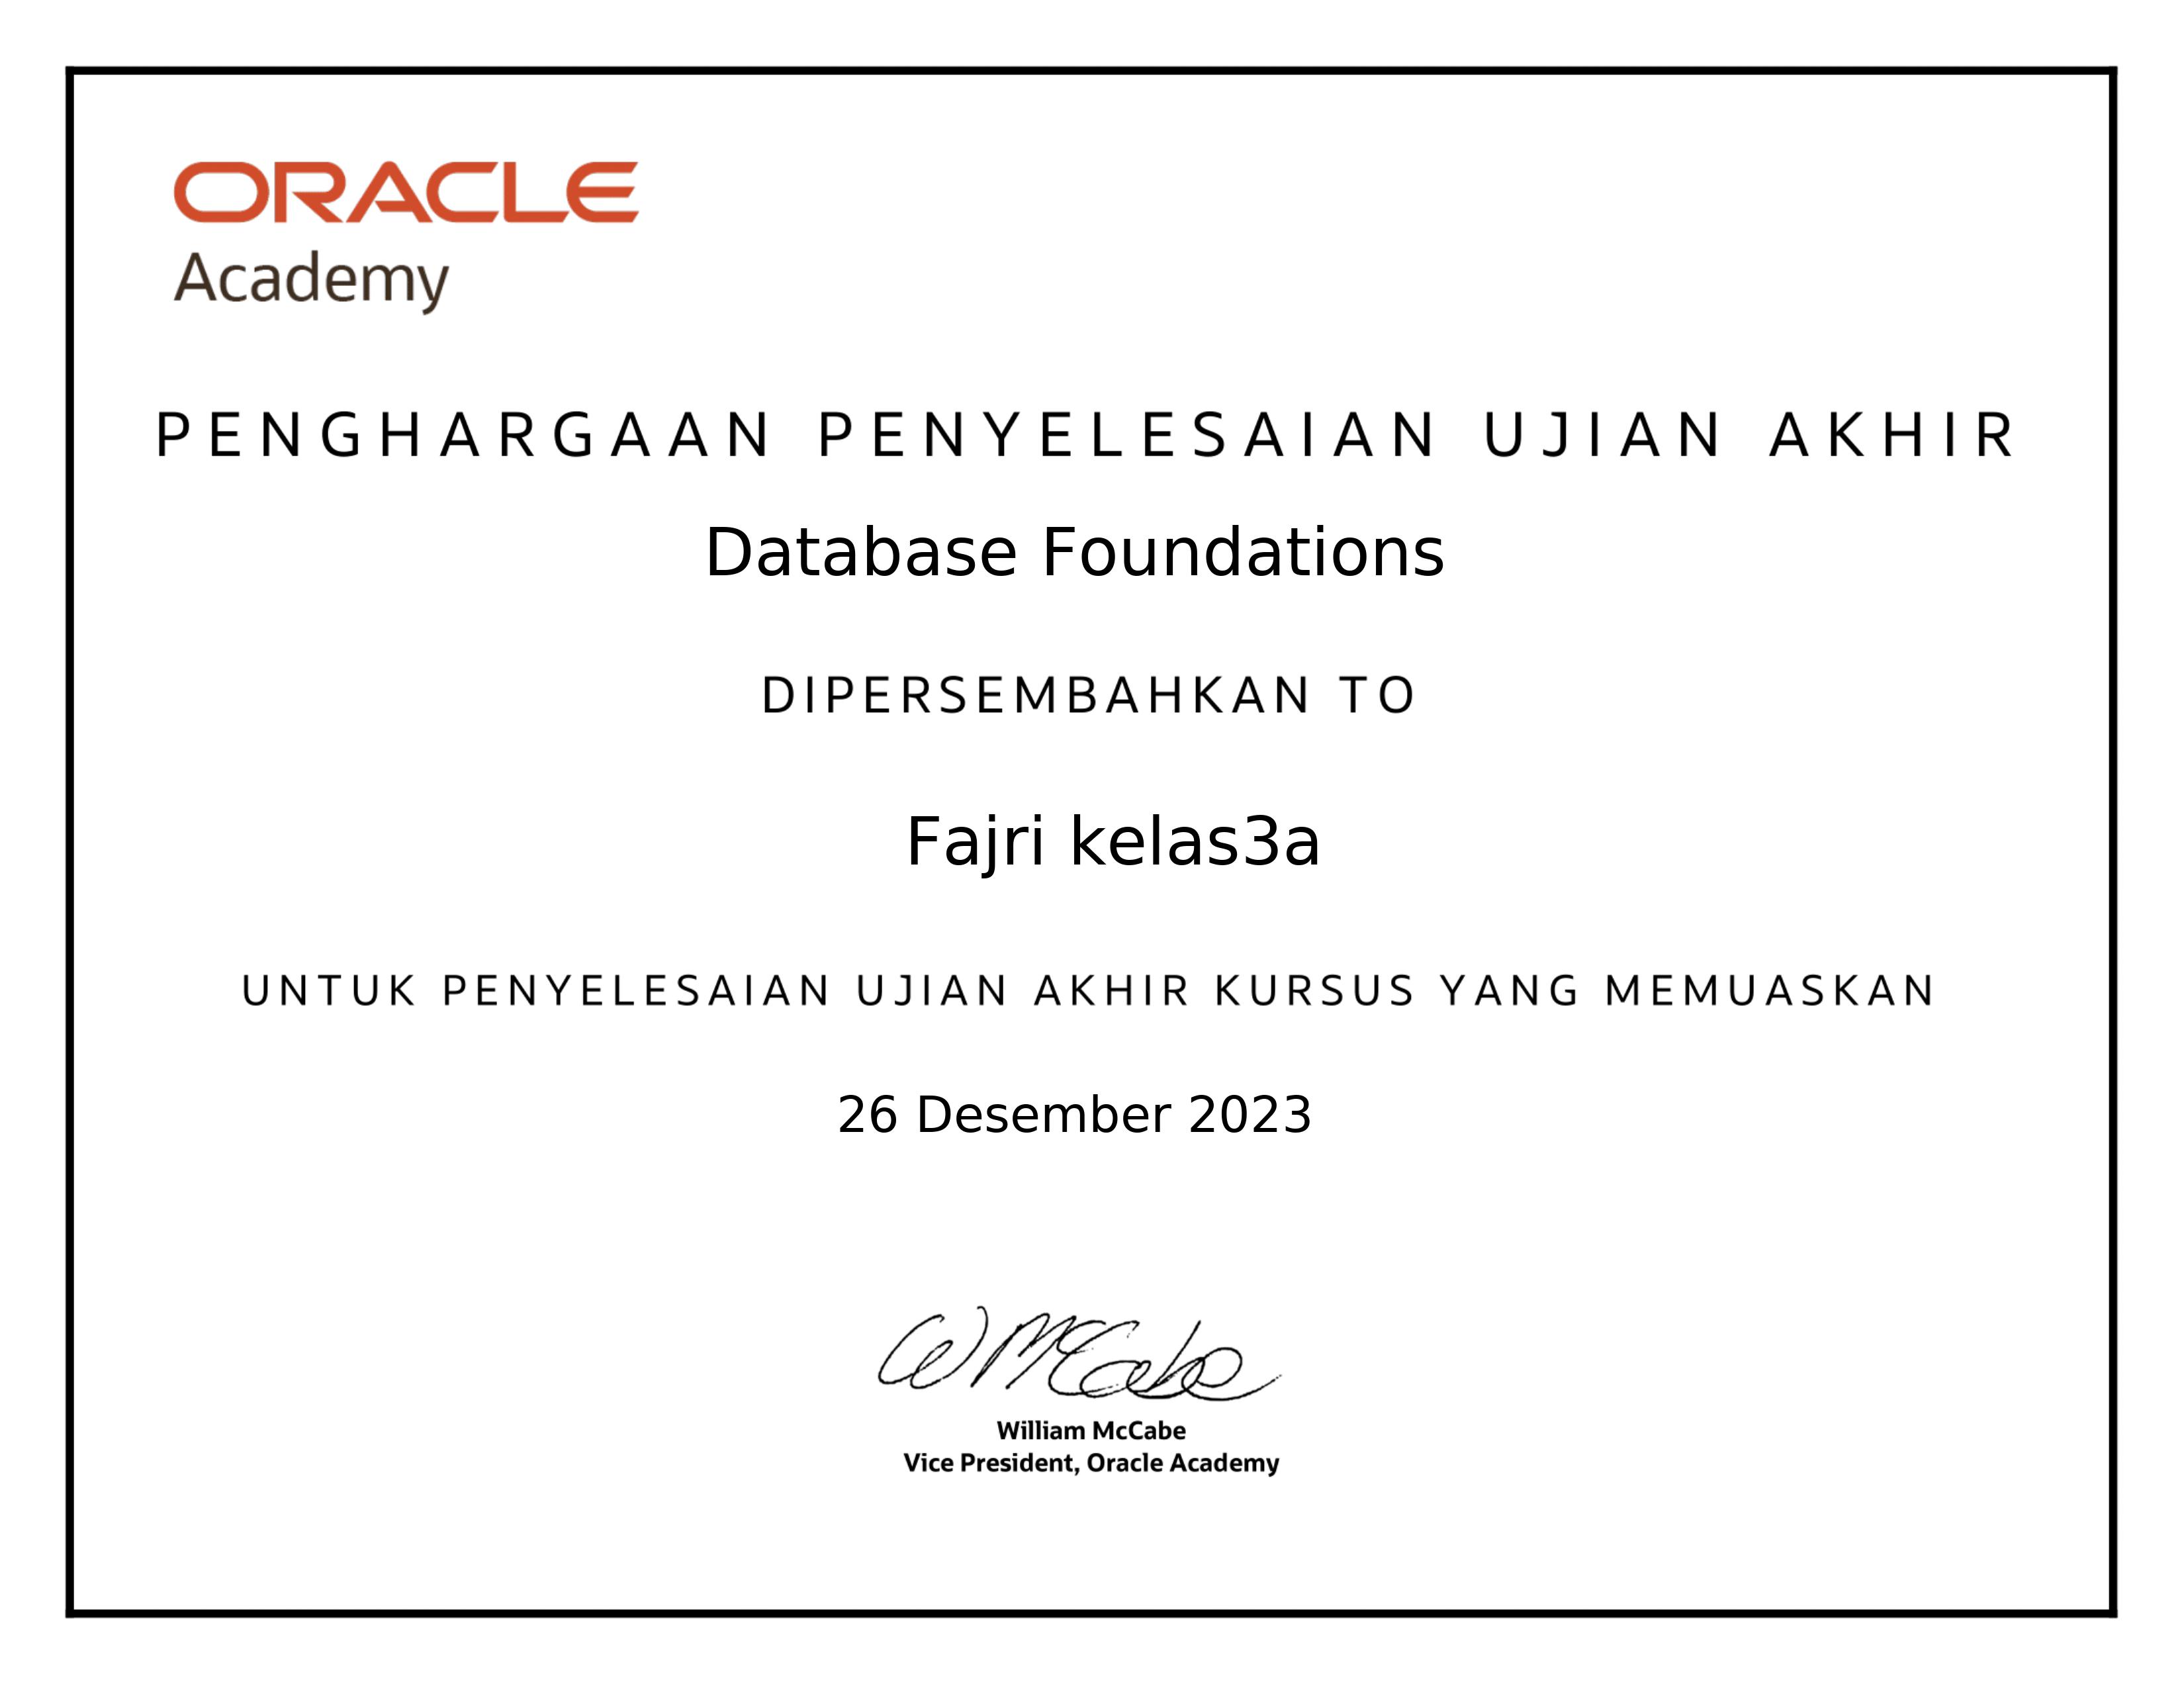 ORACLE
Academy
PENGHARGAAN PENYELESAIAN UJIAN AKHIR
Database Foundations
DIPERSEMBAHKAN TO
Fajri kelas3a
UNTUK PENYELESAIAN UJIAN AKHIR KURSUS YANG MEMUASKAN
26 Desember 2023
W McCabe
William McCabe
Vice President, Oracle Academy